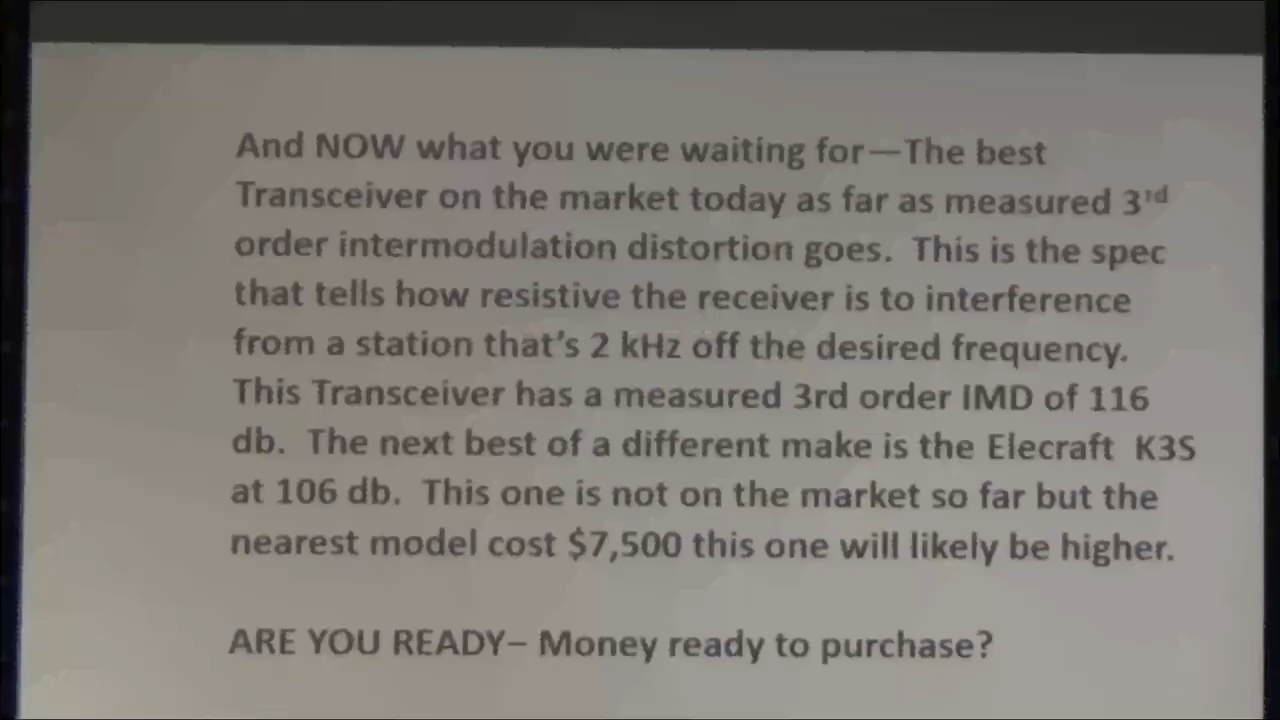 And NOW what you were waiting for—The best
Transceiver on the market today as far as measured 3rd
order intermodulation distortion goes.  This is the spec
that tells how resistive the receiver is to interference
from a station that's 2 kHz off the desired frequency.
This Transceiver has a measured 3rd order IMD of 116
db.  The next best of a different make is the Elecraft  K3S
at 106 db.  This one is not on the market so far but the
nearest model cost $7,500 this one will likely be higher.
ARE YOU READY– Money ready to purchase?